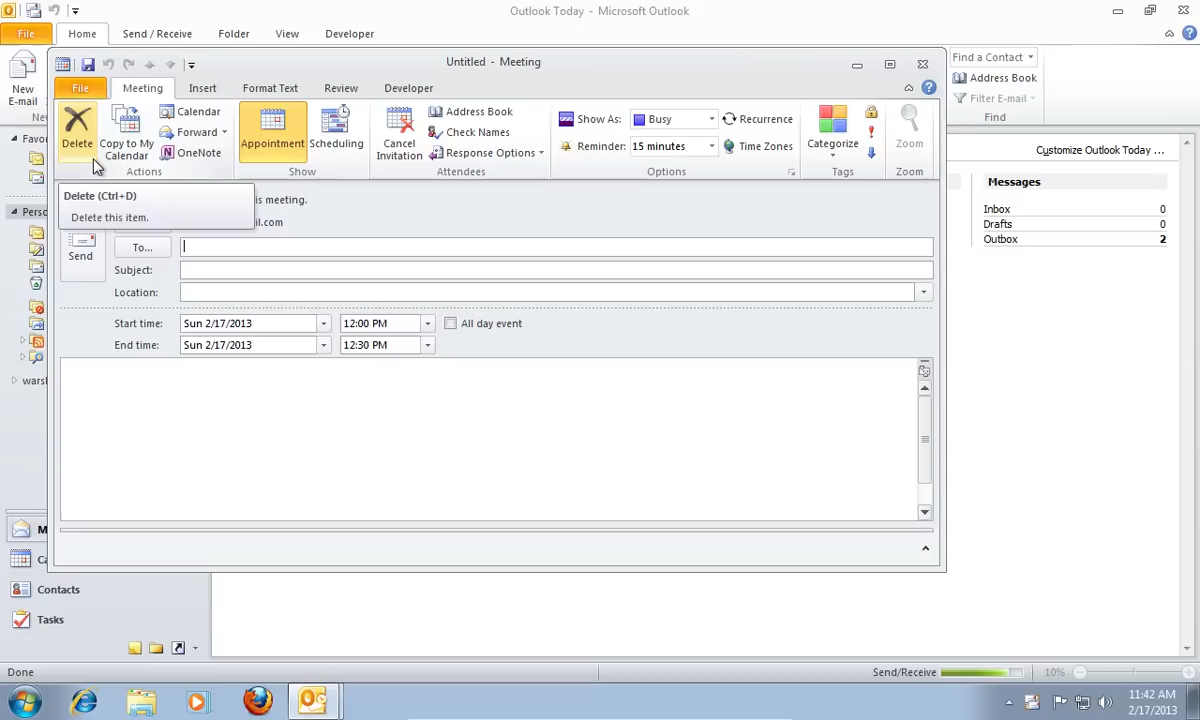 Outlook Today - Microsoft Outlook
File Home Send / Receive Folder View Developer
New
E-mail
Find a Contact
Address Book
Filter E-mail
Find
Untitled - Meeting
File Meeting Insert Format Text Review Developer
Delete
Copy to My
Calendar
Calendar
Forward
OneNote
Actions
Appointment
Scheduling
Show
Cancel
Invitation
Address Book
Check Names
Response Options
Attendees
Show As: Busy
Reminder: 15 minutes
Recurrence
Time Zones
Options
Categorize
Tags
Zoom
Zoom
Delete (Ctrl+D)
Delete this item.
is meeting.
il.com
Send
To...
Subject:
Location:
Start time: Sun 2/17/2013 12:00 PM All day event
End time: Sun 2/17/2013 12:30 PM
Customize Outlook Today ...
Messages
Inbox 0
Drafts 0
Outbox 2
Favo
Perso
warsh
M
Ca
Contacts
Tasks
Done
Send/Receive
10%
11:42 AM
2/17/2013